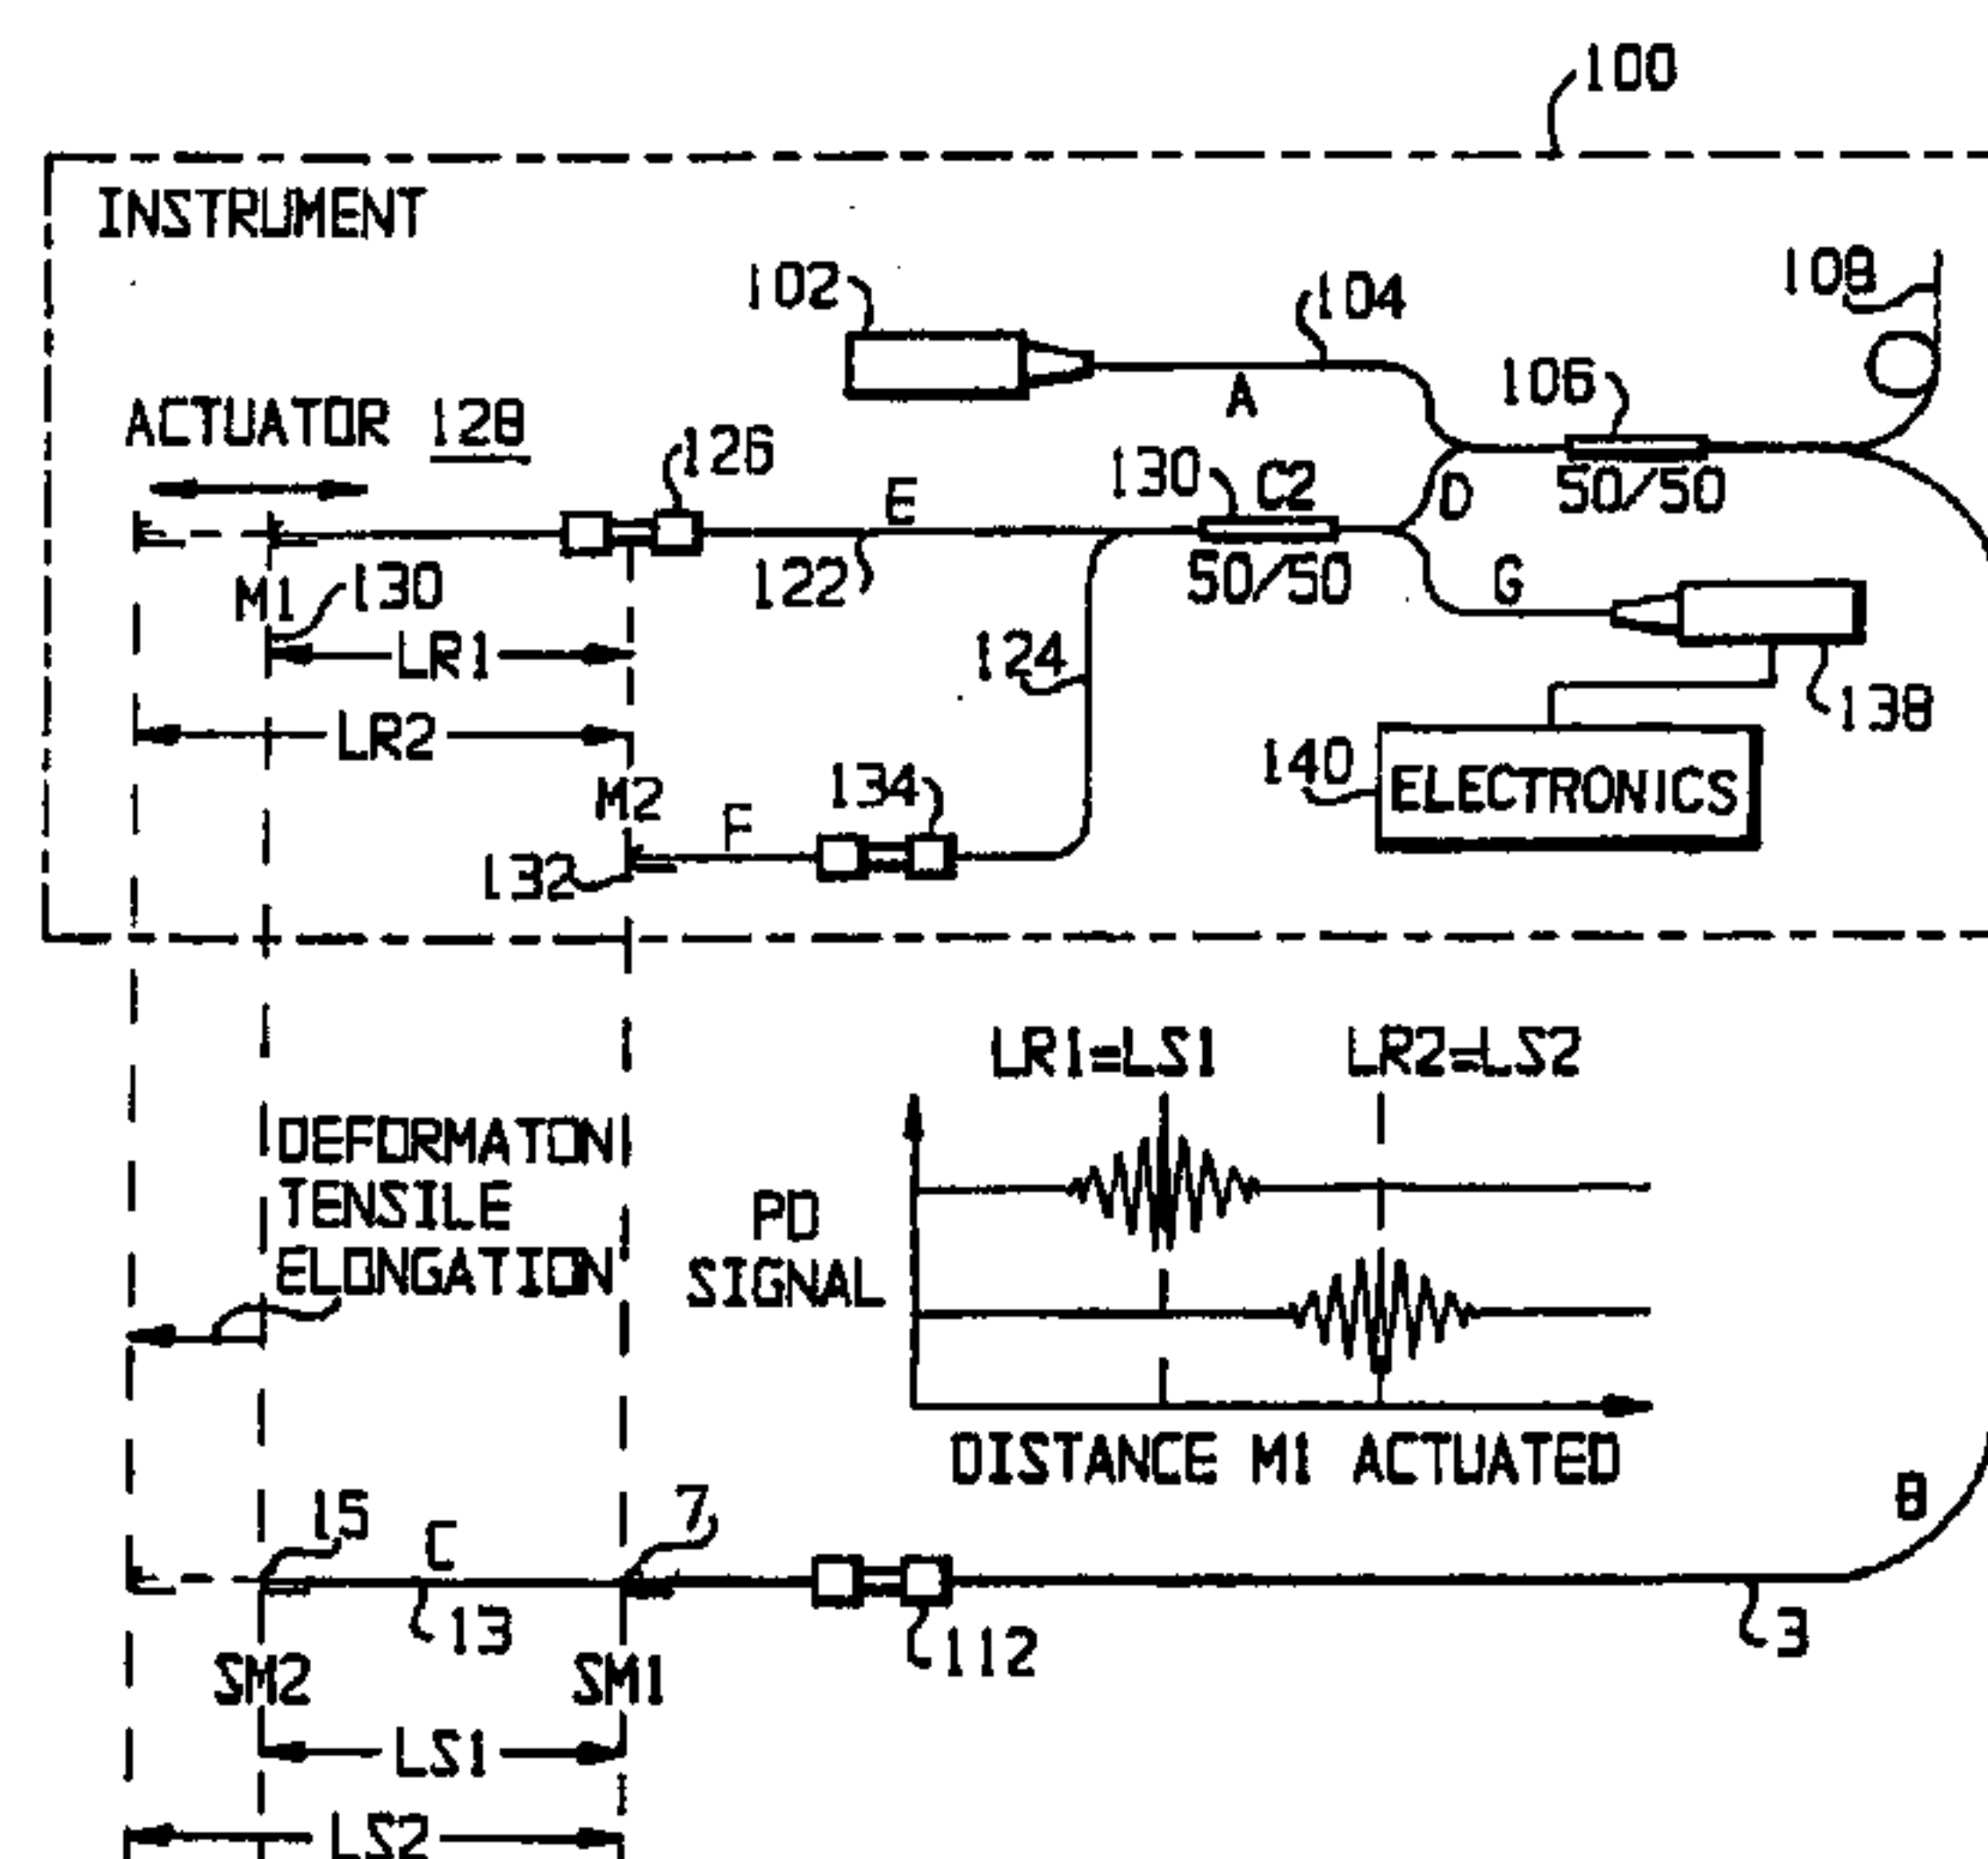 100
INSTRUMENT
102
104
108
106
ACTUATOR 128
126
130
C2
A
E
D
50/50
M1
130
122
50/50
G
LR1
124
138
LR2
140
ELECTRONICS
M2
134
F
132
LR1=LS1
LR2=LS2
DEFORMATON
TENSILE
ELONGATION
PD
SIGNAL
DISTANCE M1 ACTUATED
B
15
C
7
13
112
3
SM2
SM1
LS1
LS2